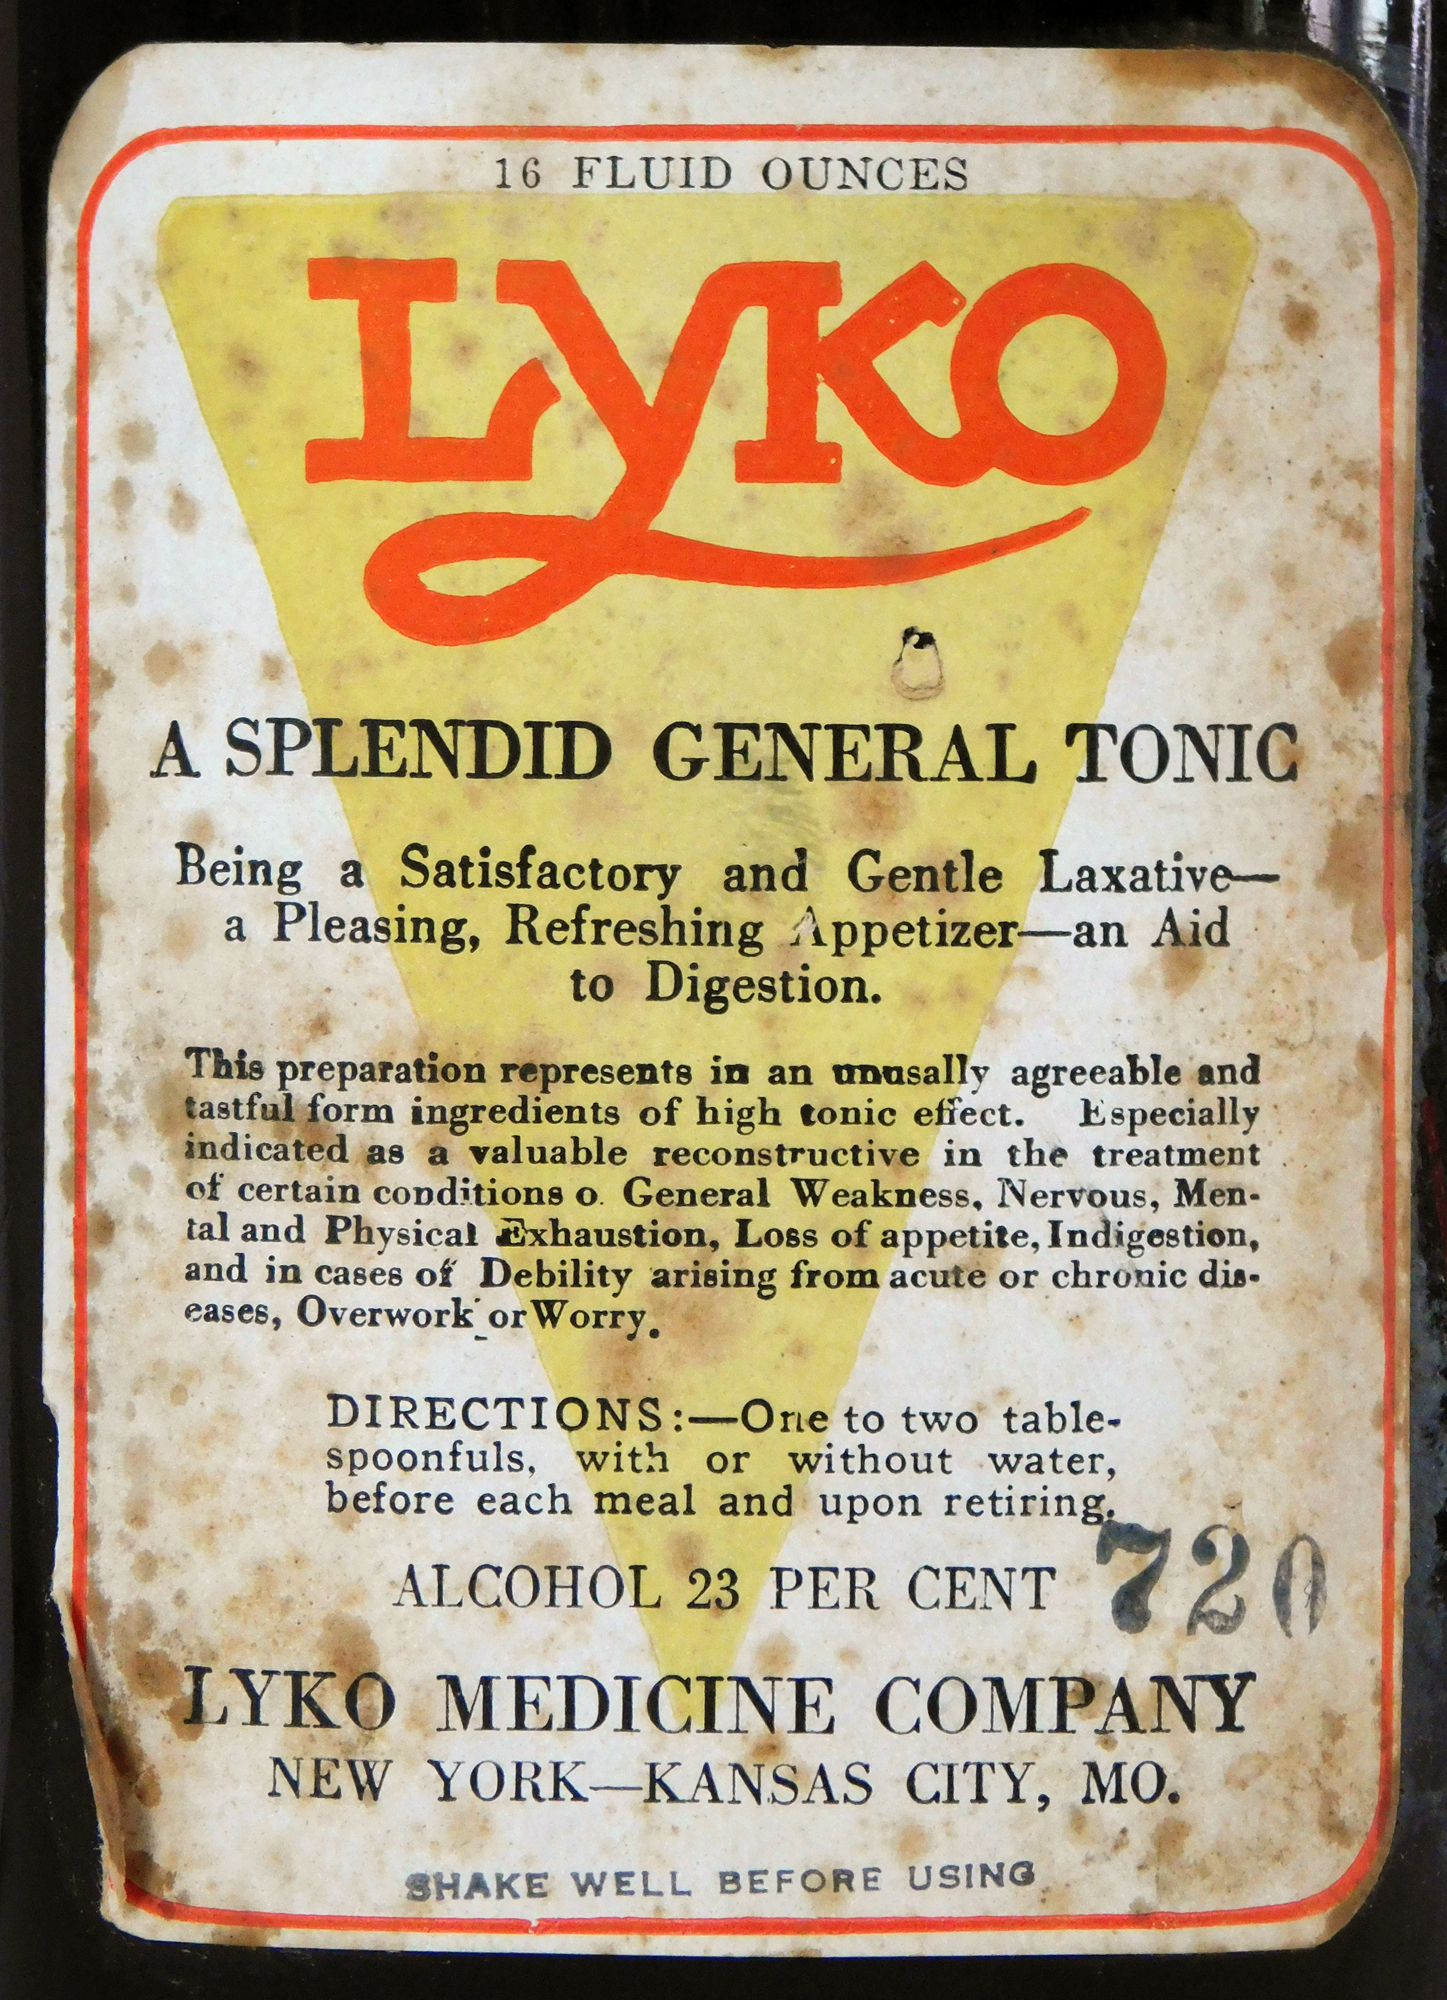 16 FLUID OUNCES
Lyko
A SPLENDID GENERAL TONIC
Being a Satisfactory and Gentle Laxative—
a Pleasing, Refreshing Appetizer—an Aid
to Digestion.
This preparation represents in an unusally agreeable and
tastful form ingredients of high tonic effect. Especially
indicated as a valuable reconstructive in the treatment
of certain conditions o. General Weakness, Nervous, Men-
tal and Physical Exhaustion, Loss of appetite, Indigestion,
and in cases of Debility arising from acute or chronic dis-
eases, Overwork or Worry.
DIRECTIONS:—One to two table-
spoonfuls, with or without water,
before each meal and upon retiring.
ALCOHOL 23 PER CENT
720
LYKO MEDICINE COMPANY
NEW YORK—KANSAS CITY, MO.
SHAKE WELL BEFORE USING